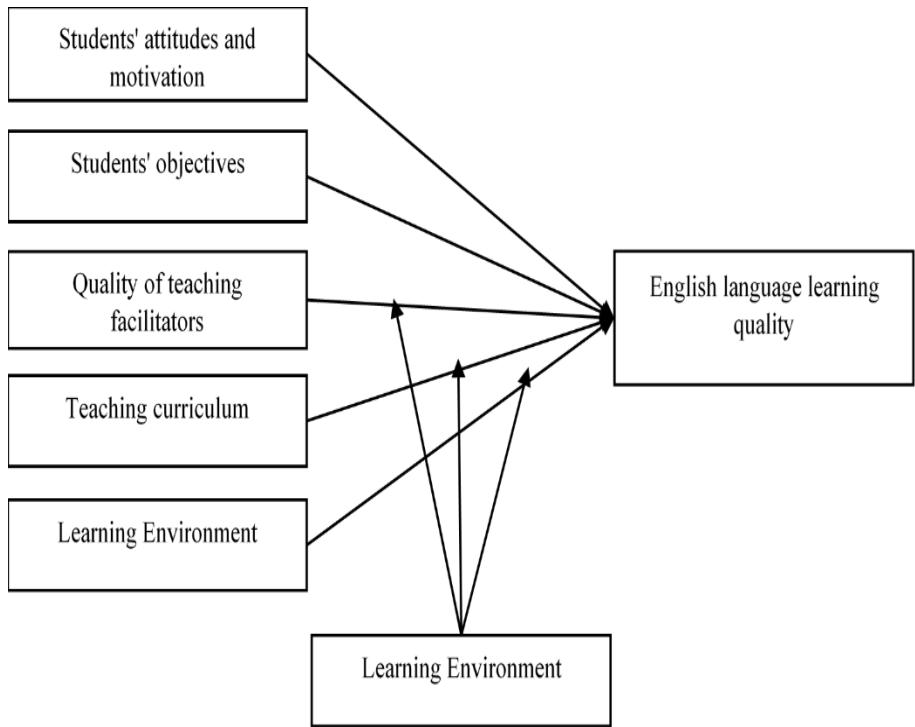 Students' attitudes and
motivation
Students' objectives
Quality of teaching
facilitators
English language learning
quality
Teaching curriculum
Learning Environment
Learning Environment